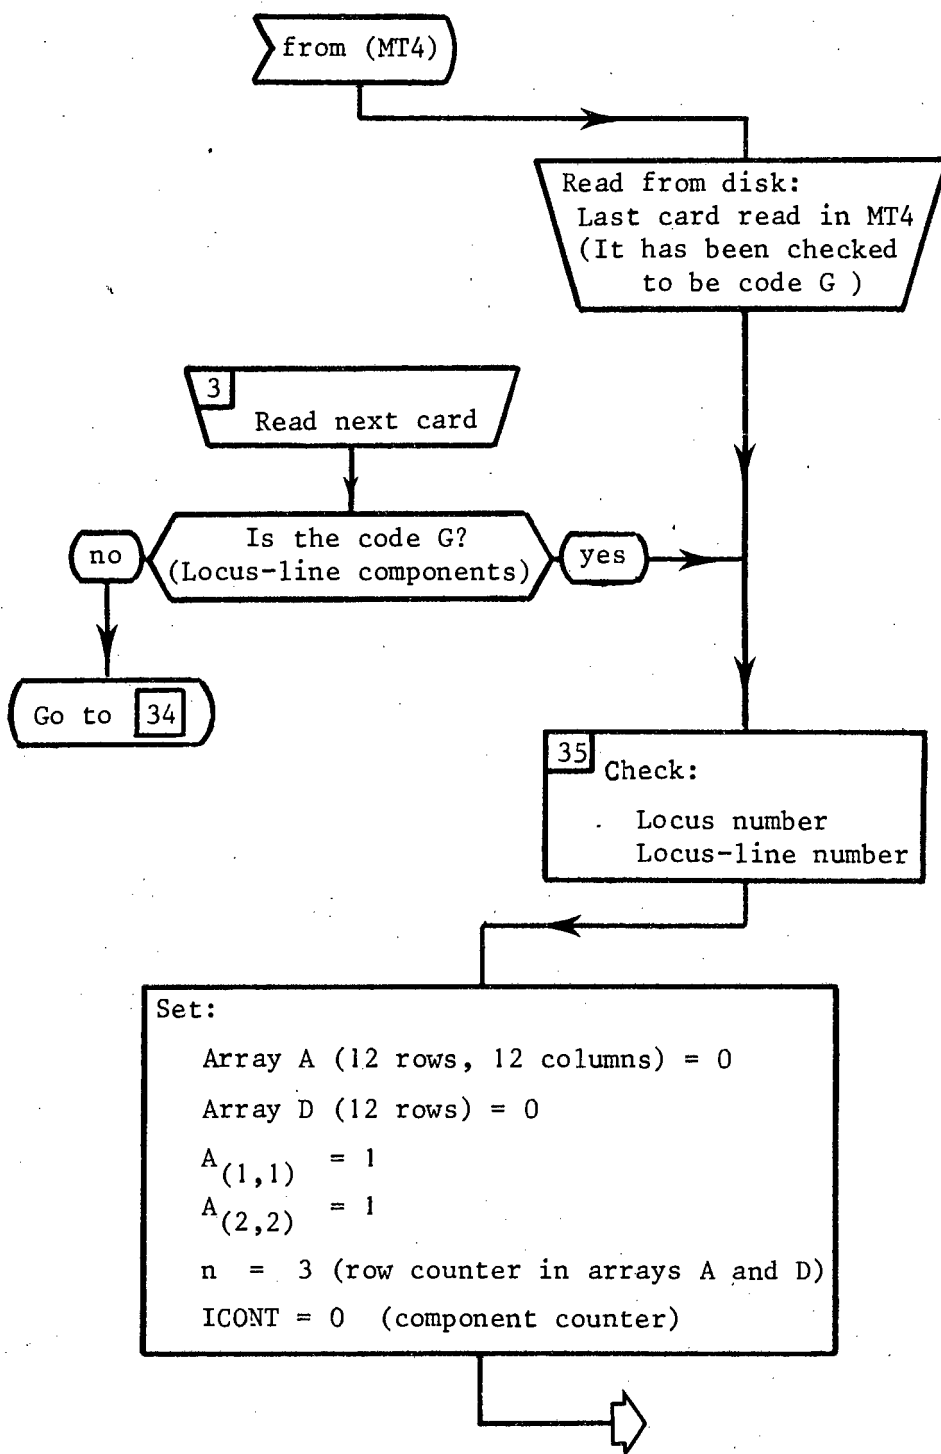 from (MT4)
Read from disk:
Last card read in MT4
(It has been checked
to be code G )
3
Read next card
Is the code G?
(Locus-line components)
no
yes
Go to 34
35
Check:
Locus number
Locus-line number
Set:
Array A (12 rows, 12 columns) = 0
Array D (12 rows) = 0
A(1,1) = 1
A(2,2) = 1
n = 3 (row counter in arrays A and D)
ICONT = 0 (component counter)